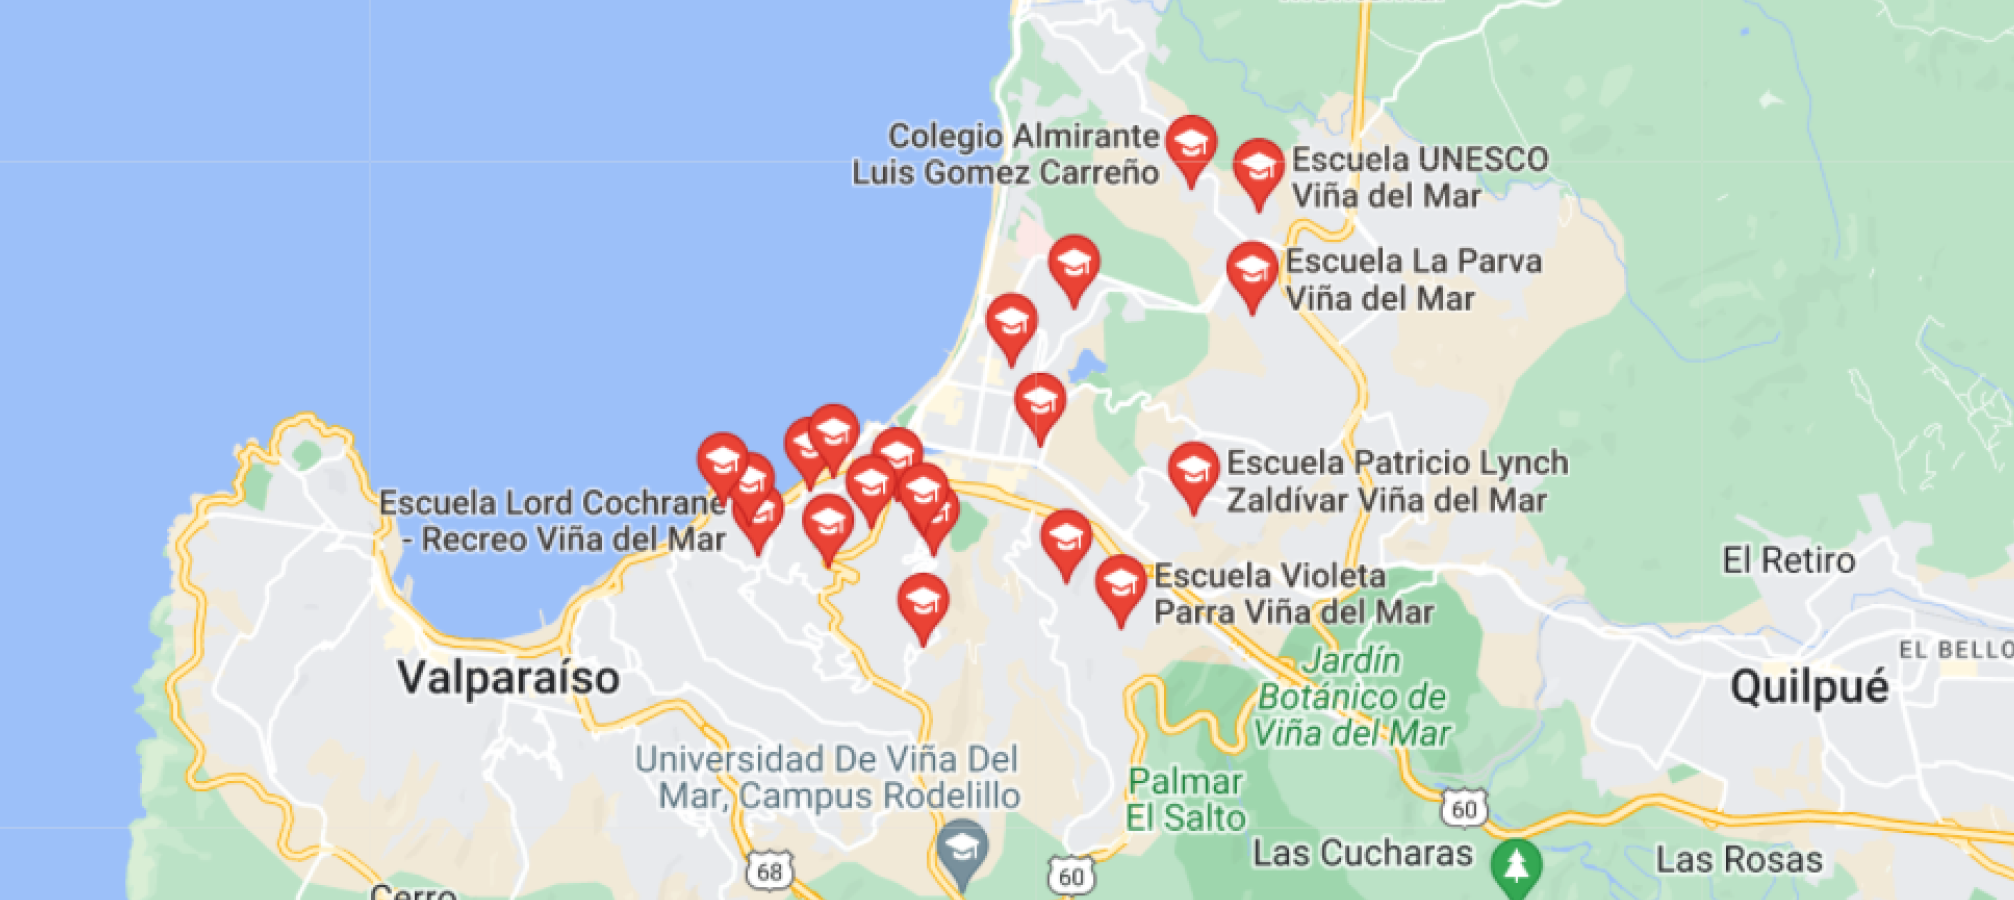 Colegio Almirante
Luis Gomez Carreño
Escuela UNESCO
Viña del Mar
Escuela La Parva
Viña del Mar
Escuela Patricio Lynch
Zaldívar Viña del Mar
Escuela Lord Cochrane
- Recreo Viña del Mar
Escuela Violeta
Parra Viña del Mar
El Retiro
EL BELLO
Valparaíso
Quilpué
Jardín
Botánico de
Viña del Mar
Universidad De Viña Del
Mar, Campus Rodelillo
Palmar
El Salto
60
Las Cucharas
Las Rosas
68
60
Cerro